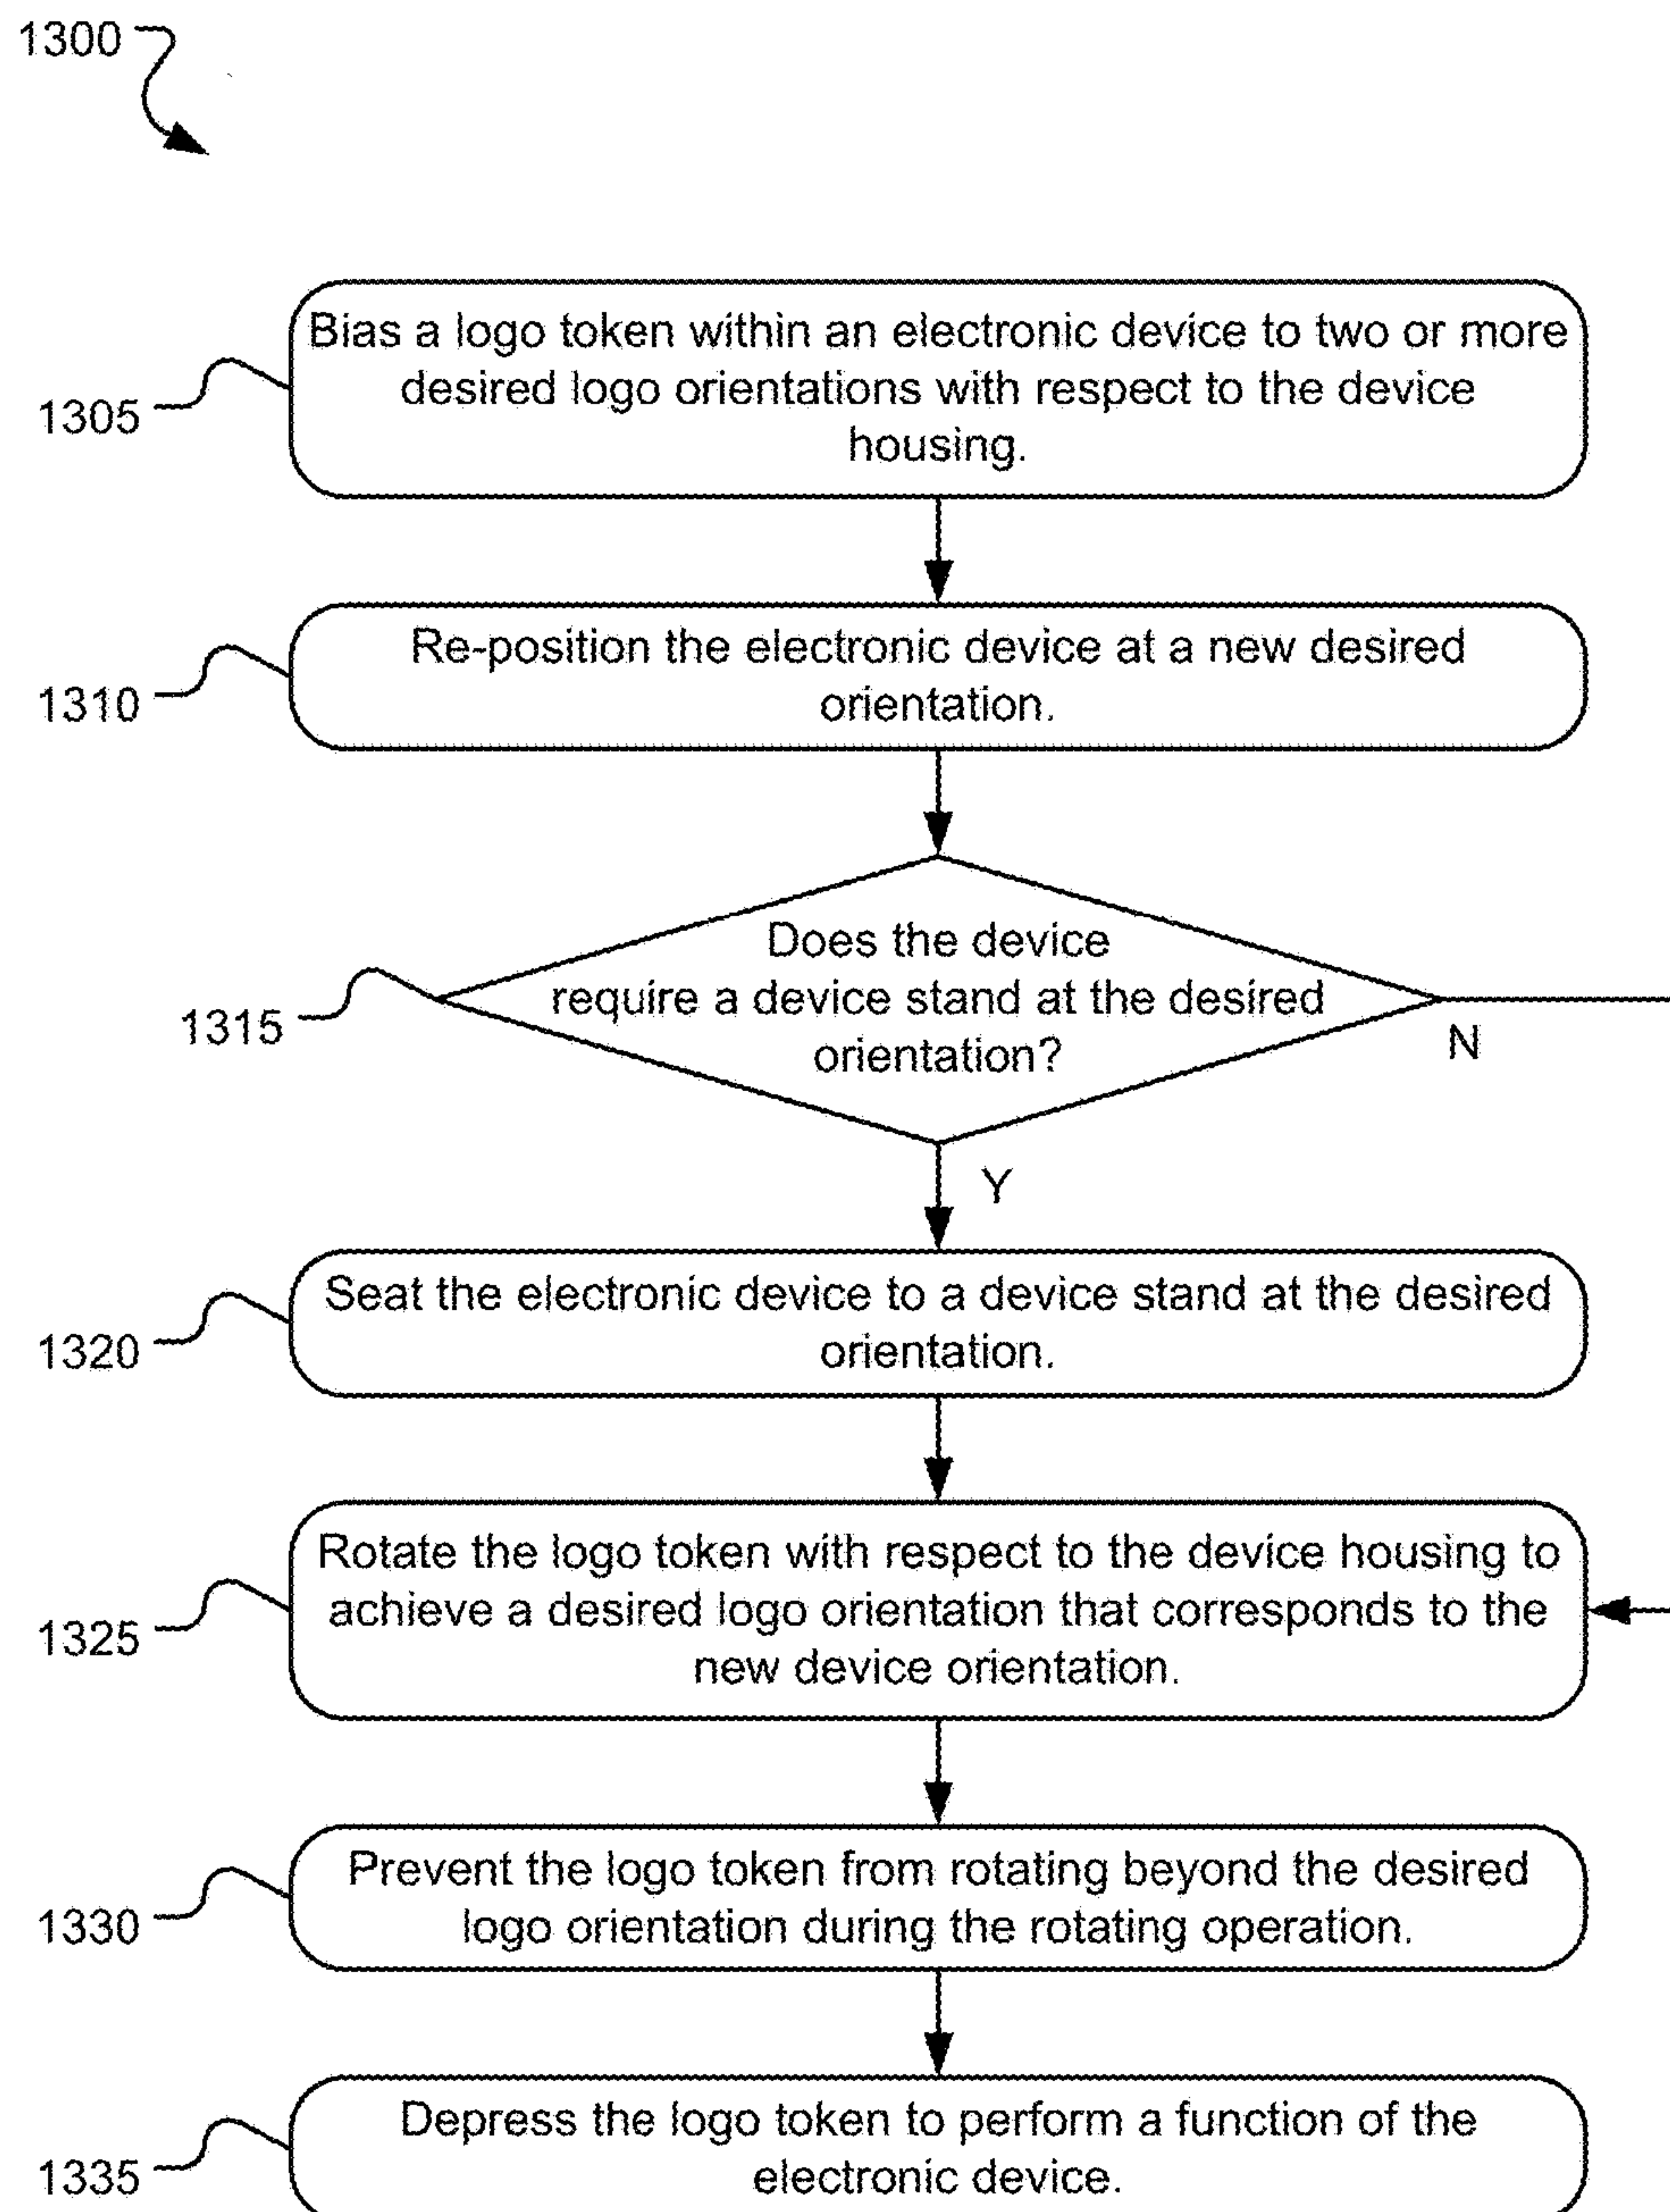 1300
Bias a logo token within an electronic device to two or more
desired logo orientations with respect to the device
housing.
1305
Re-position the electronic device at a new desired
orientation.
1310
Does the device
require a device stand at the desired
orientation?
1315
N
Y
Seat the electronic device to a device stand at the desired
orientation.
1320
Rotate the logo token with respect to the device housing to
achieve a desired logo orientation that corresponds to the
new device orientation.
1325
Prevent the logo token from rotating beyond the desired
logo orientation during the rotating operation.
1330
Depress the logo token to perform a function of the
electronic device.
1335